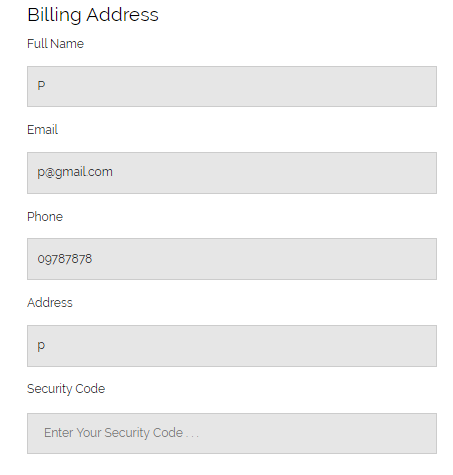 Billing Address
Full Name
P
Email
p@gmail.com
Phone
09787878
Address
p
Security Code
Enter Your Security Code . . .